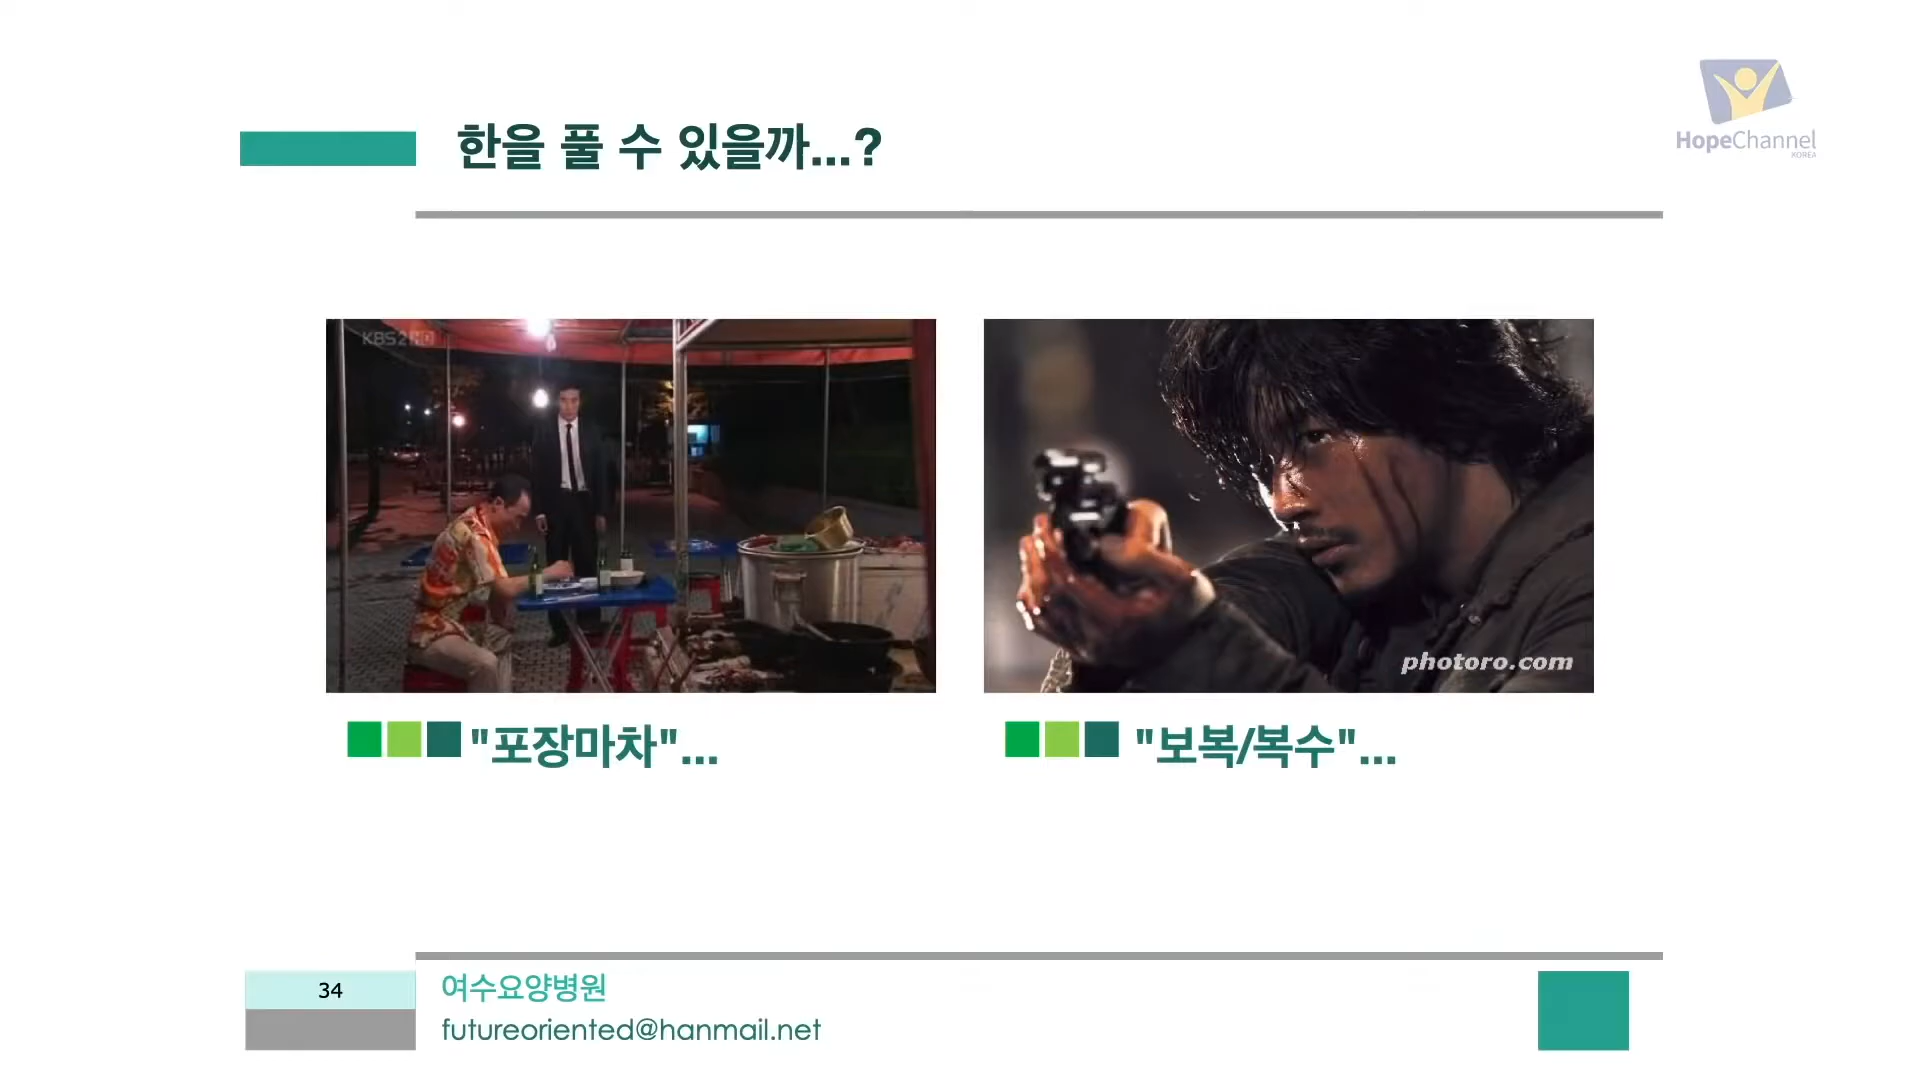 HopeChannel
KOREA
한을 풀 수 있을까...?
KBS2 HD
photoro.com
"포장마차"...
"보복/복수"...
34
여수요양병원
futureoriented@hanmail.net